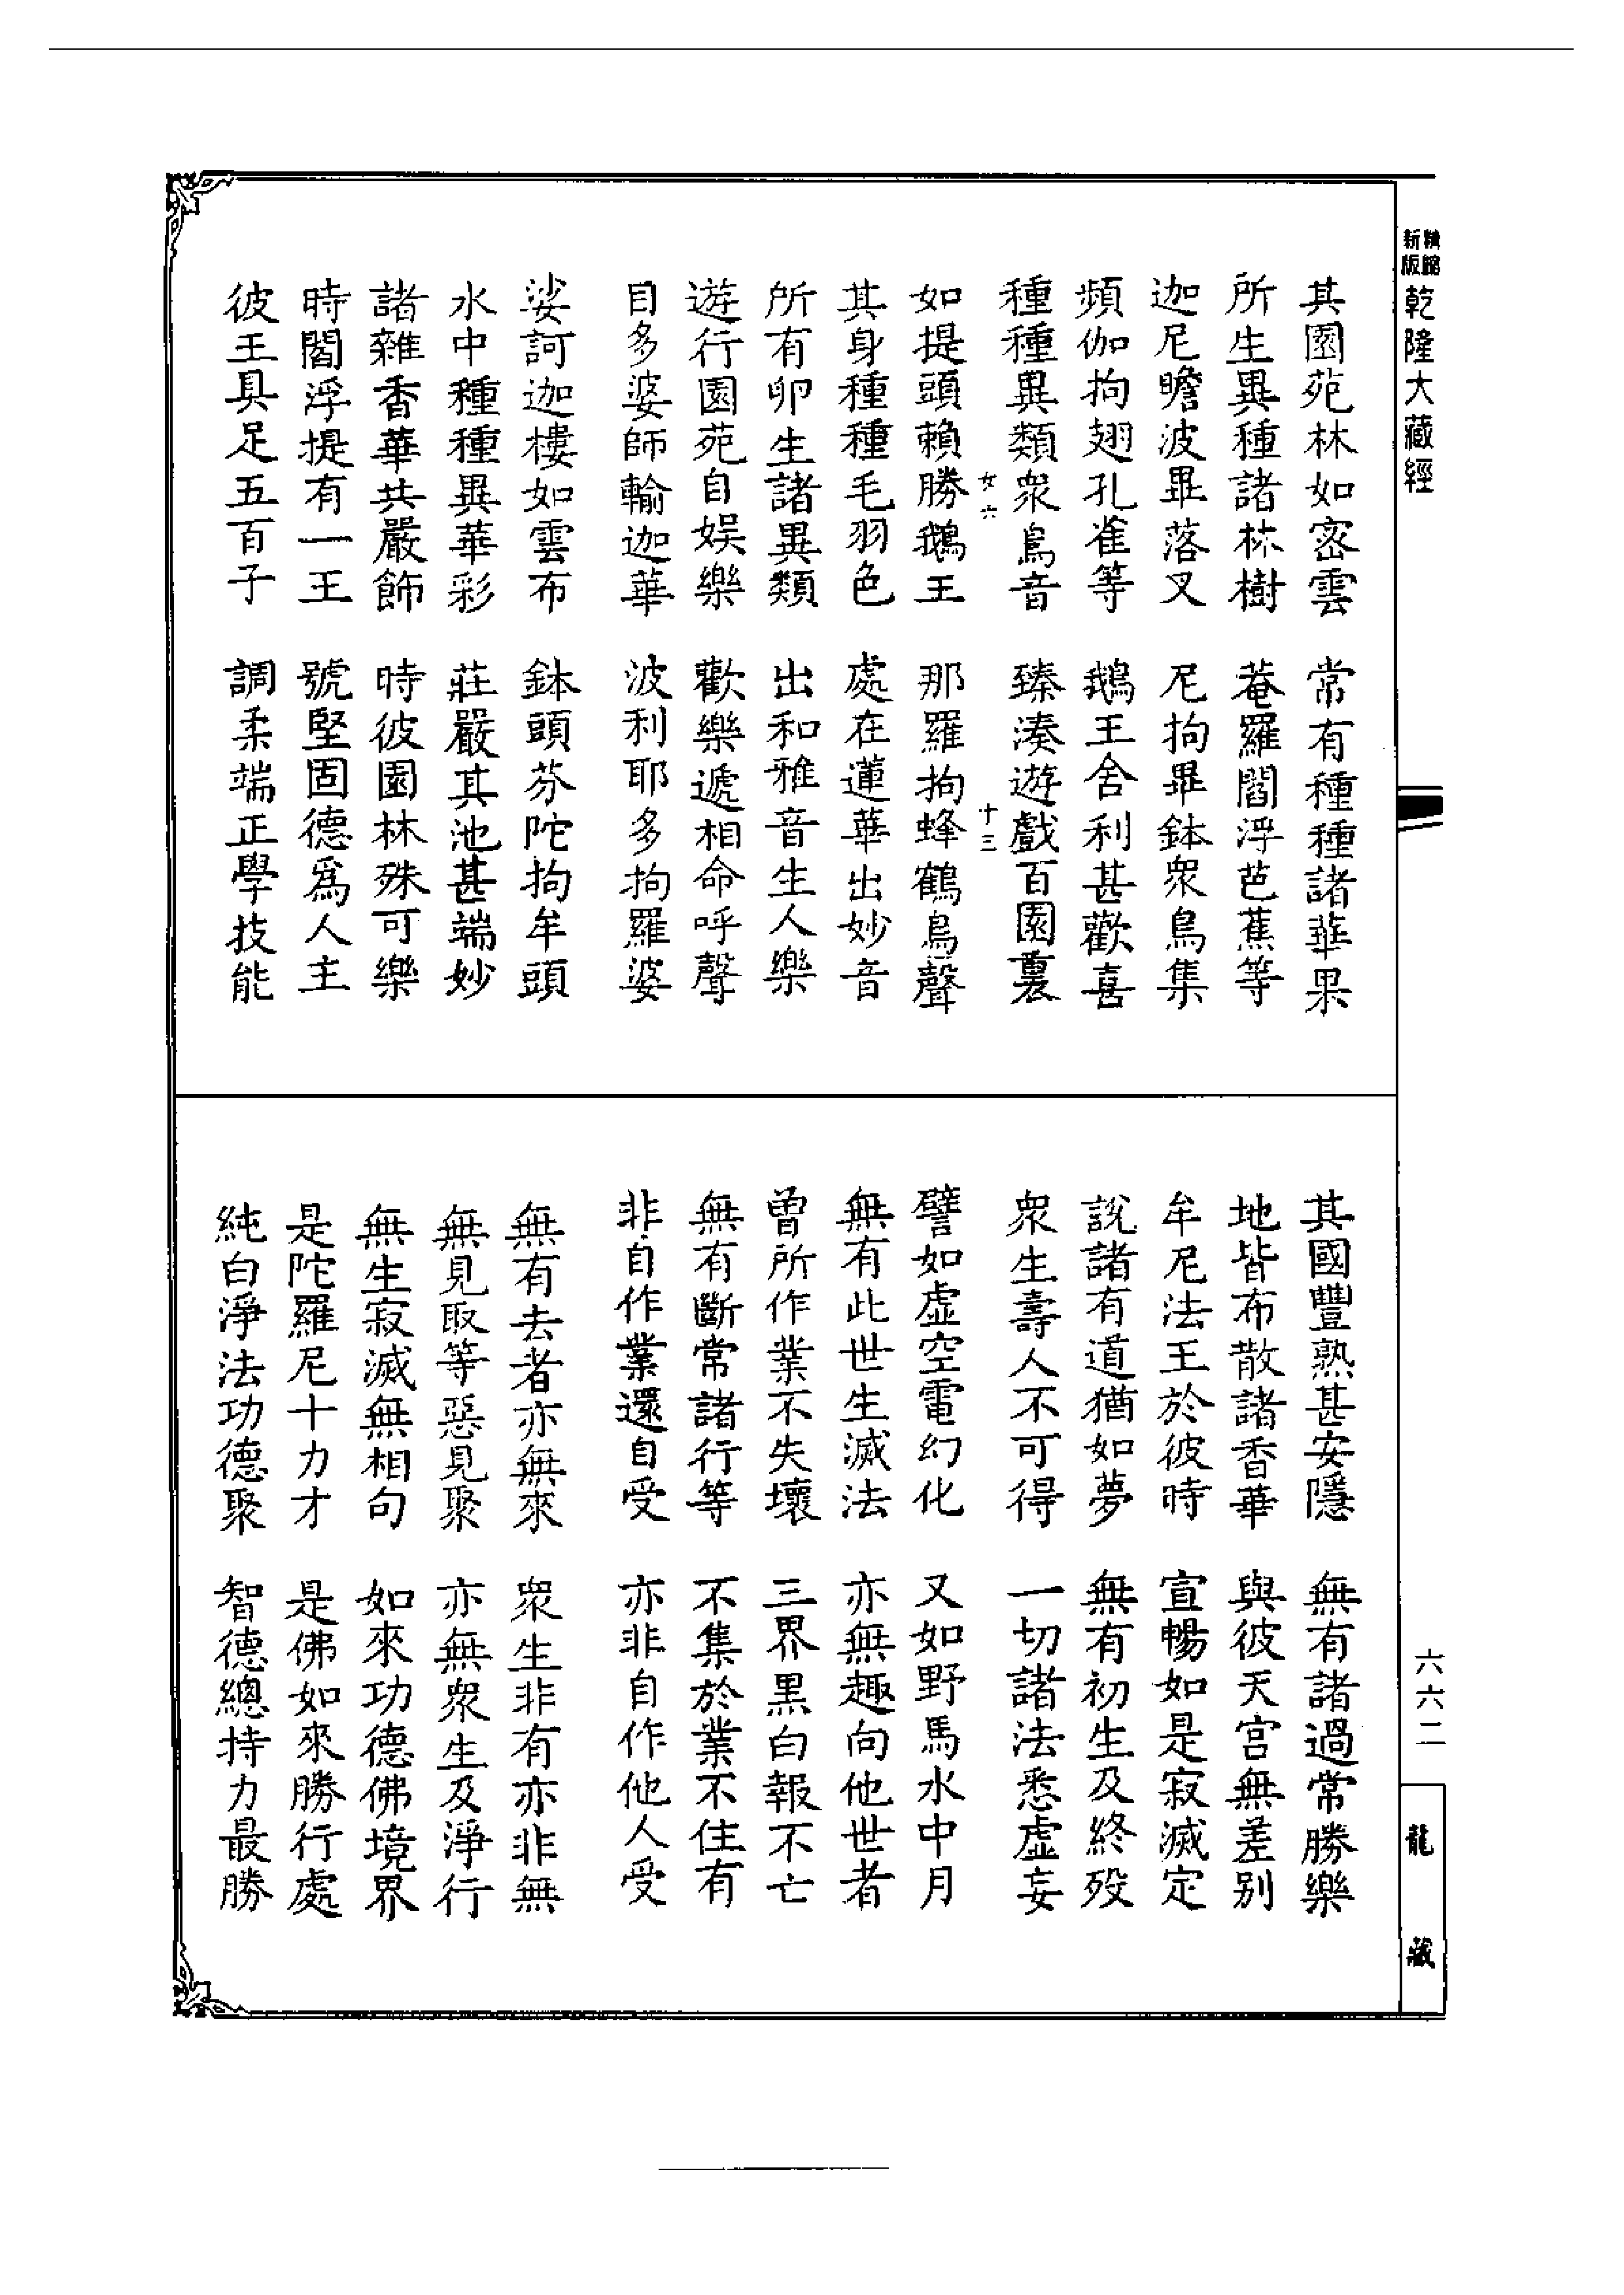 精縮
新版
乾隆大藏經
其園苑林如密雲　常有種種諸華果
所生異種諸林樹　菴羅閻浮芭蕉等
迦尼瞻波畢落叉　尼拘畢鉢眾鳥集
頻伽拘翅孔雀等　鵝王舍利甚歡喜
種種異類眾鳥音　臻湊遊戲百園裏
女六　十三
如提頭賴勝鵝王　那羅拘蜂鶴鳥聲
其身種種毛羽色　處在蓮華出妙音
所有卵生諸異類　出和雅音生人樂
遊行園苑自娛樂　歡樂遞相命呼聲
目多婆師輸迦華　波利耶多拘羅婆
娑訶迦樓如雲布　鉢頭芬陀拘牟頭
水中種種異華彩　莊嚴其池甚端妙
諸雜香華共嚴飾　時彼園林殊可樂
時閻浮提有一王　號堅固德爲人主
彼王具足五百子　調柔端正學技能
其國豐熟甚安隱　無有諸過常勝樂
地皆布散諸香華　與彼天宮無差別
牟尼法王於彼時　宣暢如是寂滅定
說諸有道猶如夢　無有初生及終歿
眾生壽人不可得　一切諸法悉虛妄
譬如虛空電幻化　又如野馬水中月
無有此世生滅法　亦無趣向他世者
曾所作業不失壞　三界黑白報不亡
無有斷常諸行等　不集於業不住有
非自作業還自受　亦非自作他人受
無有去者亦無來　眾生非有亦非無
無見取等惡見聚　亦無眾生及淨行
無生寂滅無相句　如來功德佛境界
是陀羅尼十力才　是佛如來勝行處
純白淨法功德聚　智德總持力最勝
六六二
龍藏